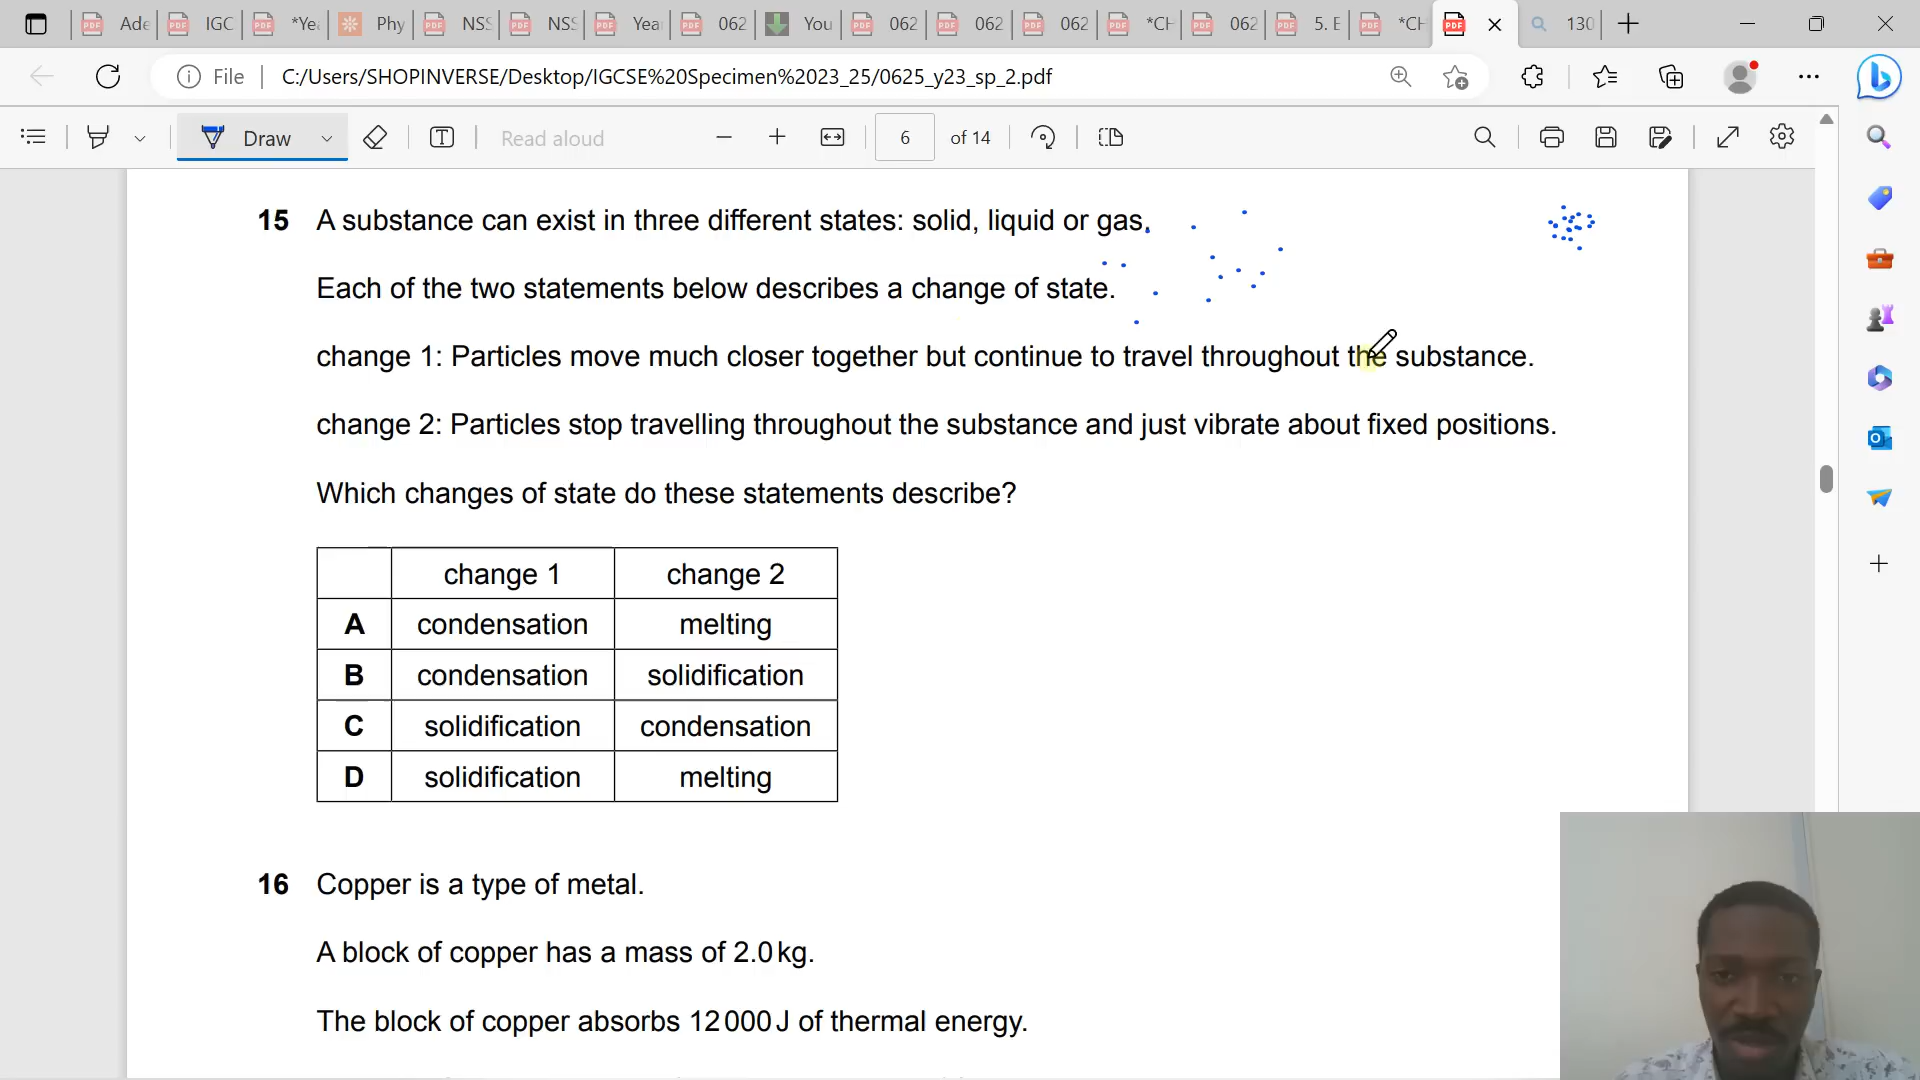 Ade
IGC
*Yea
Phy
NSS
NSS
Year
062
You
062
062
062
*CH
062
5. E
*CH
130
File
C:/Users/SHOPINVERSE/Desktop/IGCSE%20Specimen%2023_25/0625_y23_sp_2.pdf
Draw
Read aloud
6
of 14
15 A substance can exist in three different states: solid, liquid or gas.
Each of the two statements below describes a change of state.
change 1: Particles move much closer together but continue to travel throughout the substance.
change 2: Particles stop travelling throughout the substance and just vibrate about fixed positions.
Which changes of state do these statements describe?
change 1 change 2
A condensation melting
B condensation solidification
C solidification condensation
D solidification melting
16 Copper is a type of metal.
A block of copper has a mass of 2.0 kg.
The block of copper absorbs 12 000 J of thermal energy.